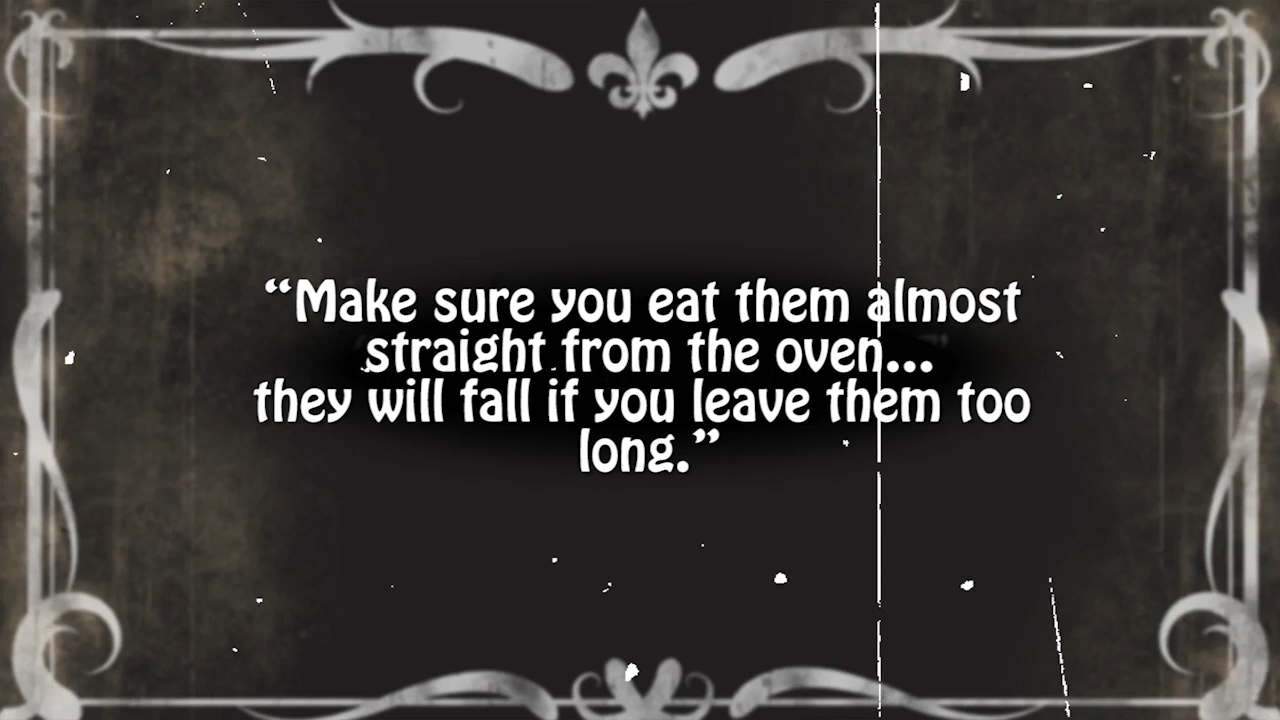 “Make sure you eat them almost
straight from the oven...
they will fall if you leave them too
long.”